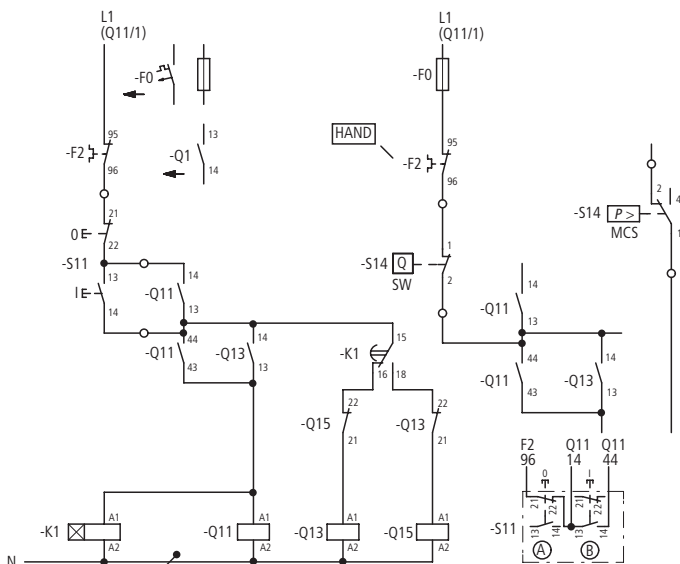 L1
(Q11/1)
L1
(Q11/1)
-F0
-F0
HAND
95
-F2
96
13
-Q1
14
95
-F2
96
21
0
22
-S11
13
I
14
14
-Q11
13
44
-Q11
43
14
-Q13
13
15
-K1
16
18
22
-Q15
21
22
-Q13
21
1
-S14
Q
SW
2
2
4
-S14
P >
MCS
1
14
-Q11
13
44
-Q11
43
14
-Q13
13
F2
96
Q11
14
Q11
44
0
I
21
22
21
22
-S11
13
14
13
14
A
B
A1
-K1
A2
A1
-Q11
A2
A1
-Q13
A2
A1
-Q15
A2
N